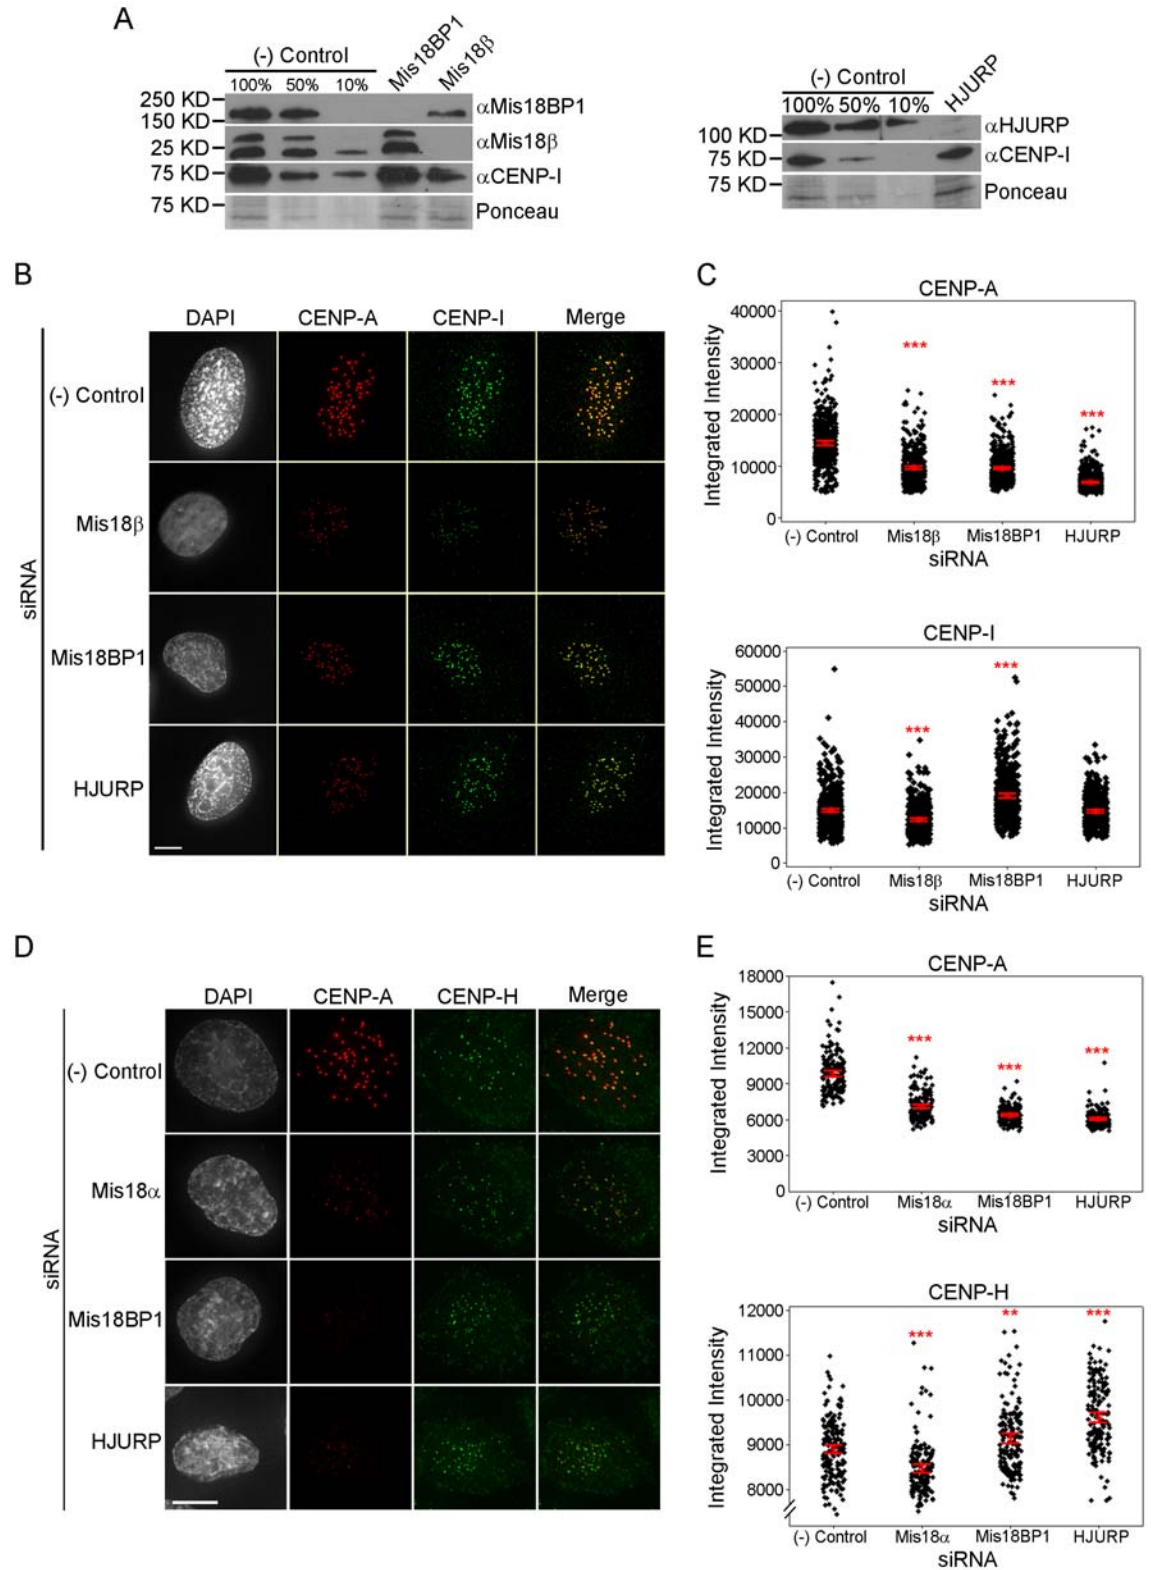 A
(-) Control
Mis18BP1
Mis18β
100% 50% 10%
250 KD
150 KD
αMis18BP1
25 KD
αMis18β
75 KD
αCENP-I
75 KD
Ponceau
(-) Control
HJURP
100% 50% 10%
100 KD
αHJURP
75 KD
αCENP-I
75 KD
Ponceau
B
DAPI CENP-A CENP-I Merge
siRNA
(-) Control
Mis18β
Mis18BP1
HJURP
C
CENP-A
Integrated Intensity
40000
30000
20000
10000
0
*** *** ***
(-) Control Mis18β Mis18BP1 HJURP
siRNA
CENP-I
Integrated Intensity
60000
50000
40000
30000
20000
10000
0
*** ***
(-) Control Mis18β Mis18BP1 HJURP
siRNA
D
DAPI CENP-A CENP-H Merge
siRNA
(-) Control
Mis18α
Mis18BP1
HJURP
E
CENP-A
Integrated Intensity
18000
15000
12000
9000
6000
3000
0
*** *** ***
(-) Control Mis18α Mis18BP1 HJURP
siRNA
CENP-H
Integrated Intensity
12000
11000
10000
9000
8000
*** ** ***
(-) Control Mis18α Mis18BP1 HJURP
siRNA